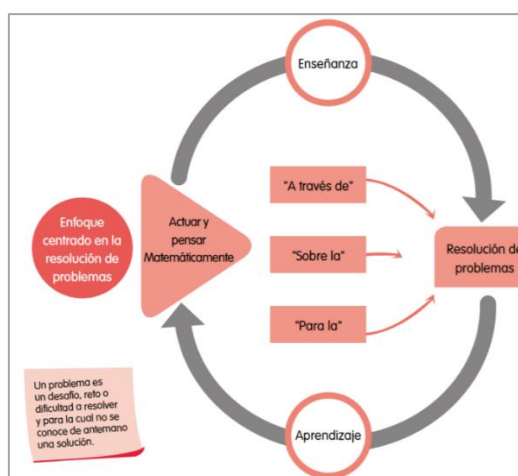 Enseñanza
"A través de"
Enfoque
centrado en la
resolución de
problemas
Actuar y
pensar
Matemáticamente
"Sobre la"
Resolución de
problemas
"Para la"
Un problema es
un desafío, reto o
dificultad a resolver
y para la cual no se
conoce de antemano
una solución.
Aprendizaje